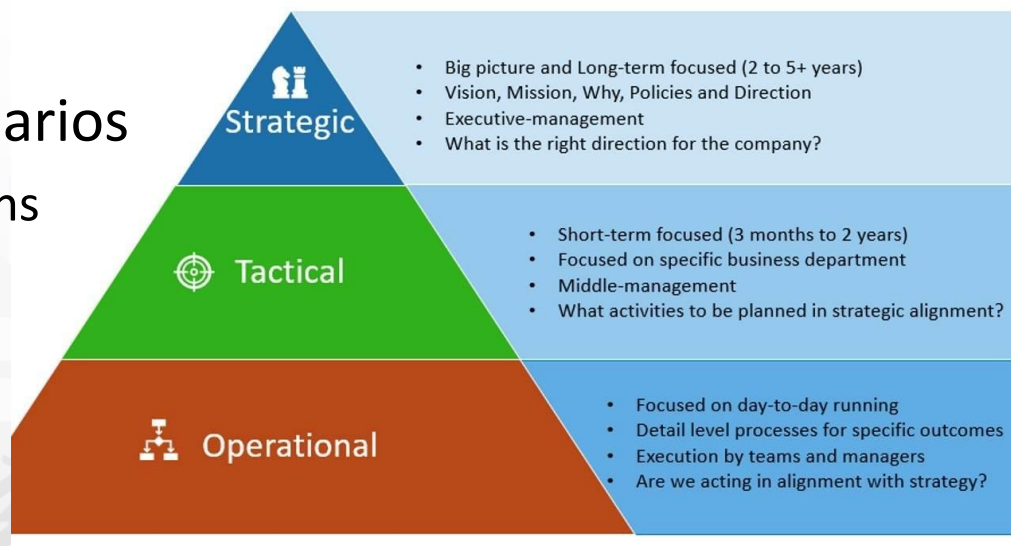 arios
ns
Strategic
• Big picture and Long-term focused (2 to 5+ years)
• Vision, Mission, Why, Policies and Direction
• Executive-management
• What is the right direction for the company?
Tactical
• Short-term focused (3 months to 2 years)
• Focused on specific business department
• Middle-management
• What activities to be planned in strategic alignment?
Operational
• Focused on day-to-day running
• Detail level processes for specific outcomes
• Execution by teams and managers
• Are we acting in alignment with strategy?